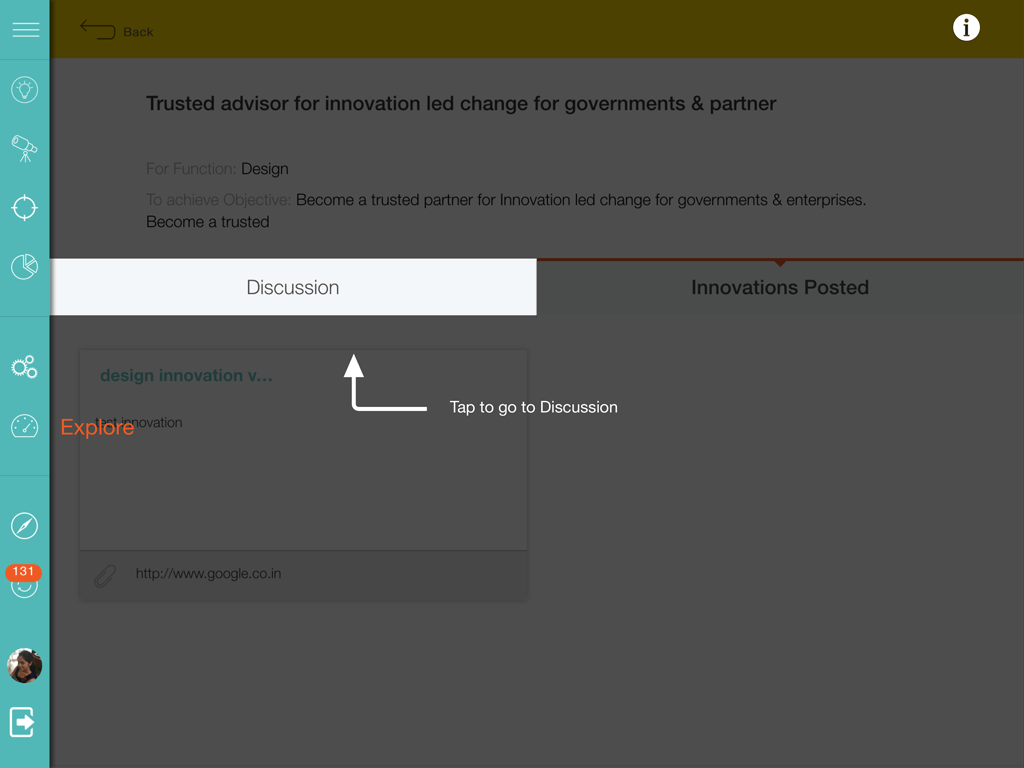 Back
i
Trusted advisor for innovation led change for governments & partner
For Function: Design
To achieve Objective: Become a trusted partner for Innovation led change for governments & enterprises.
Become a trusted
Discussion
Innovations Posted
design innovation v...
Tap to go to Discussion
test innovation
Explore
131
http://www.google.co.in